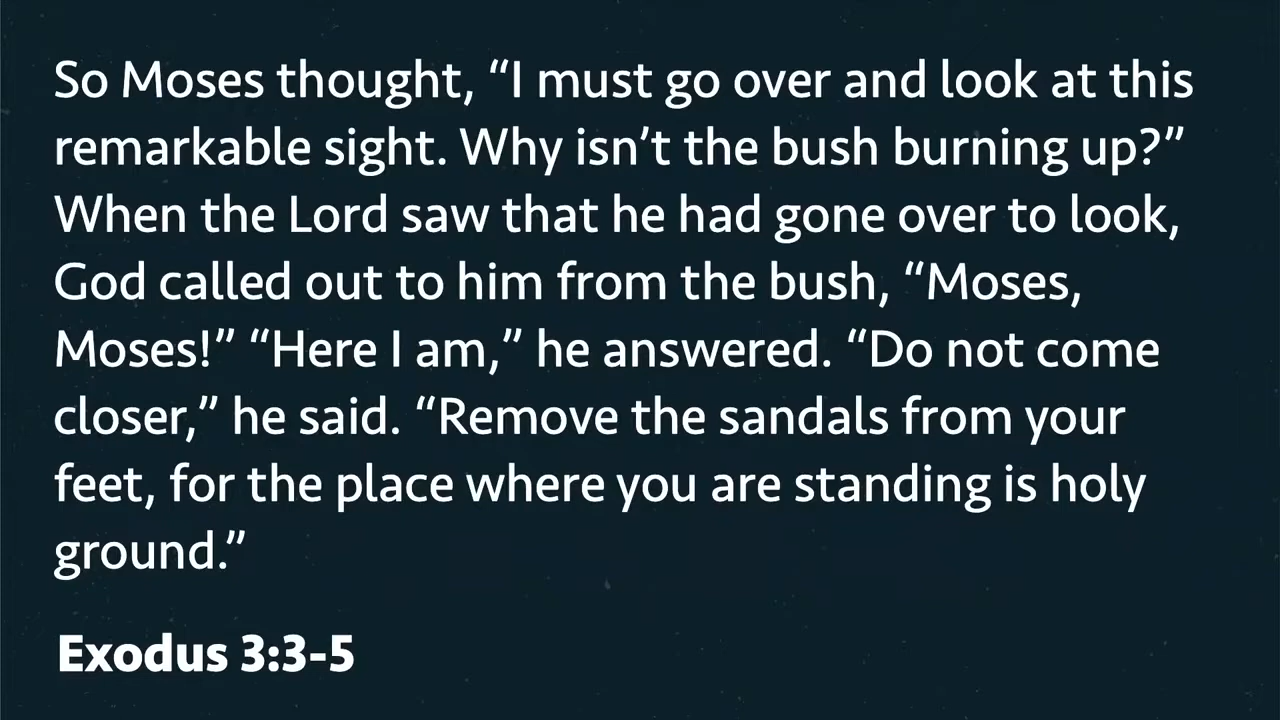 So Moses thought, “I must go over and look at this
remarkable sight. Why isn’t the bush burning up?”
When the Lord saw that he had gone over to look,
God called out to him from the bush, “Moses,
Moses!” “Here I am,” he answered. “Do not come
closer,” he said. “Remove the sandals from your
feet, for the place where you are standing is holy
ground.”
Exodus 3:3-5